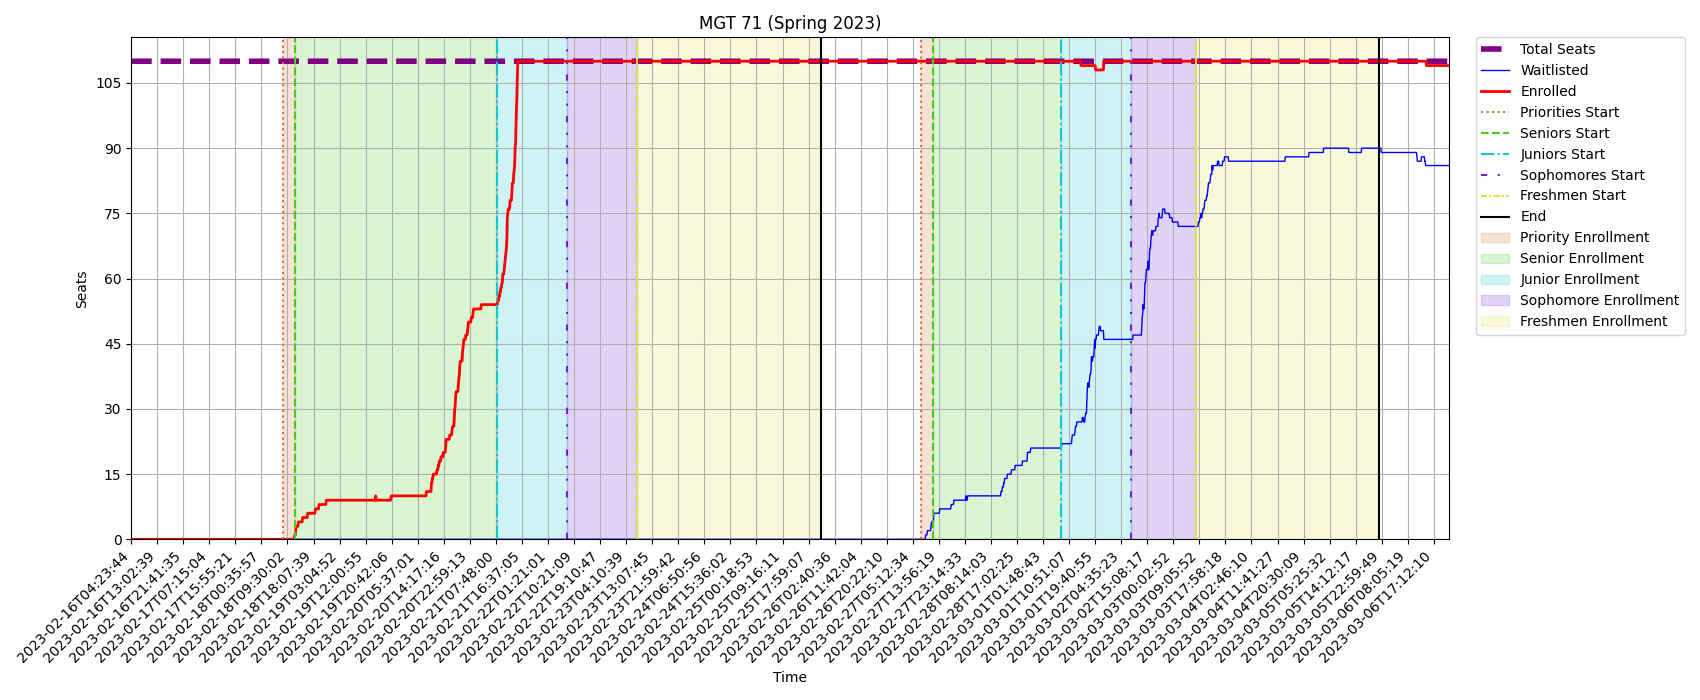 MGT 71 (Spring 2023)
Seats
105
90
75
60
45
30
15
0
2023-02-16T04:23:44
2023-02-16T13:02:39
2023-02-16T21:41:35
2023-02-17T07:15:04
2023-02-17T15:55:21
2023-02-18T00:35:57
2023-02-18T09:30:02
2023-02-18T18:07:39
2023-02-19T03:04:52
2023-02-19T12:00:55
2023-02-19T20:42:06
2023-02-20T05:37:01
2023-02-20T14:17:16
2023-02-20T22:59:13
2023-02-21T07:48:00
2023-02-21T16:37:05
2023-02-22T01:21:01
2023-02-22T10:21:09
2023-02-22T19:10:47
2023-02-23T04:10:39
2023-02-23T13:07:45
2023-02-23T21:59:42
2023-02-24T06:50:56
2023-02-24T15:36:02
2023-02-25T00:18:53
2023-02-25T09:16:11
2023-02-25T17:59:07
2023-02-26T02:40:36
2023-02-26T11:42:04
2023-02-26T20:22:10
2023-02-27T05:12:34
2023-02-27T13:56:19
2023-02-27T23:14:33
2023-02-28T08:14:03
2023-02-28T17:02:25
2023-03-01T01:48:43
2023-03-01T10:51:07
2023-03-01T19:40:55
2023-03-02T04:35:23
2023-03-02T15:08:17
2023-03-03T00:02:52
2023-03-03T09:05:52
2023-03-03T17:58:18
2023-03-04T02:46:10
2023-03-04T11:41:27
2023-03-04T20:30:09
2023-03-05T05:25:32
2023-03-05T14:12:17
2023-03-05T22:59:49
2023-03-06T08:05:19
2023-03-06T17:12:10
Time
Total Seats
Waitlisted
Enrolled
Priorities Start
Seniors Start
Juniors Start
Sophomores Start
Freshmen Start
End
Priority Enrollment
Senior Enrollment
Junior Enrollment
Sophomore Enrollment
Freshmen Enrollment